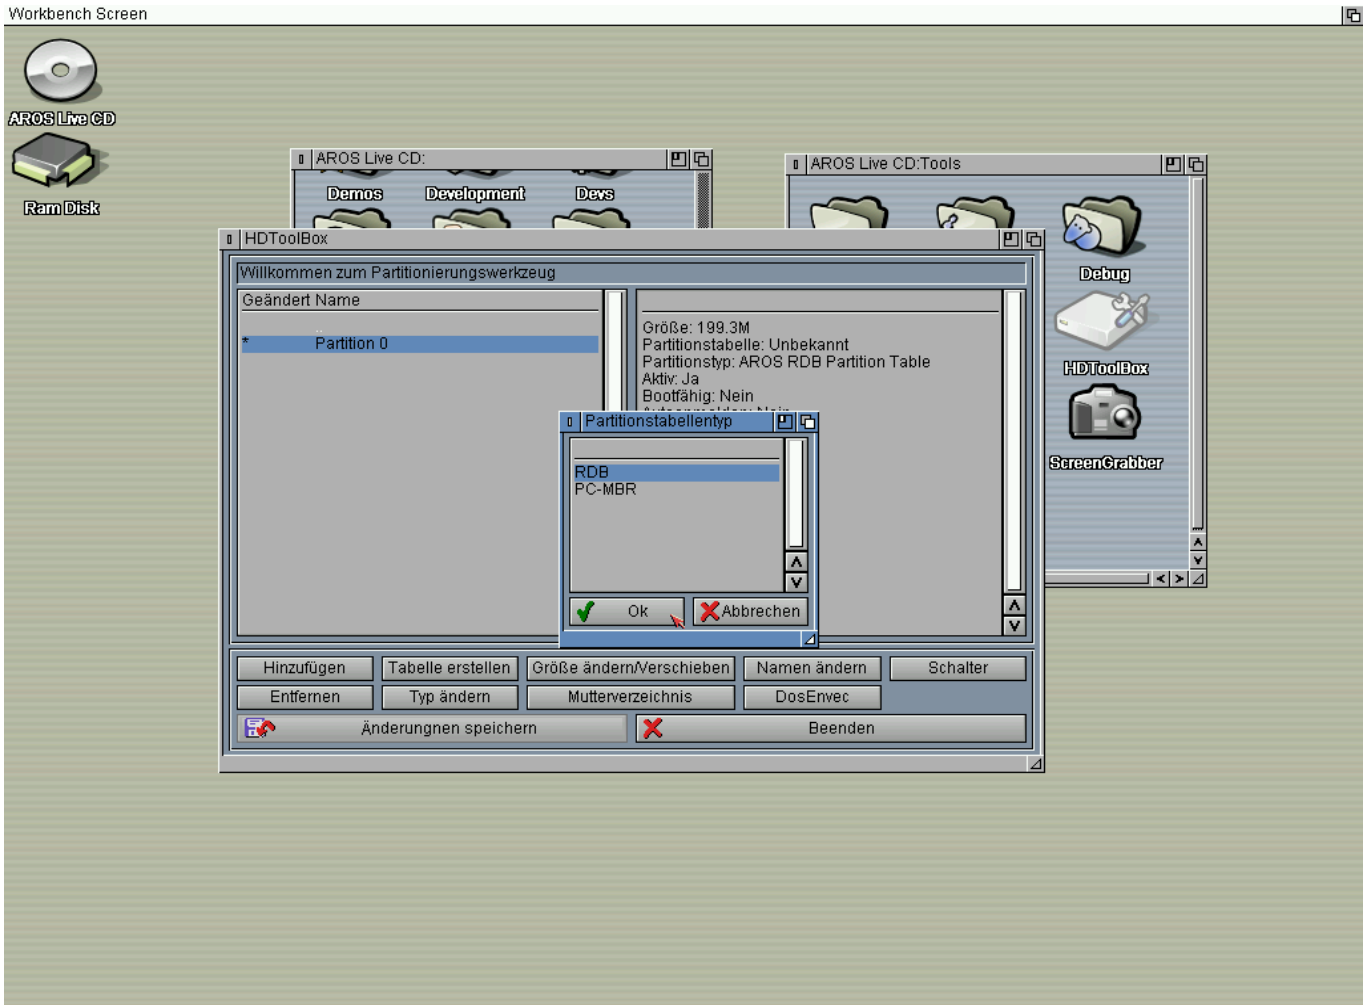 Workbench Screen
AROS Live CD
Ram Disk
AROS Live CD:
Demos
Development
Devs
AROS Live CD:Tools
Debug
HDToolBox
ScreenGrabber
HDToolBox
Willkommen zum Partitionierungswerkzeug
Geändert Name
..
* Partition 0
Größe: 199.3M
Partitionstabelle: Unbekannt
Partitionstyp: AROS RDB Partition Table
Aktiv: Ja
Bootfähig: Nein
Partitionstabellentyp
RDB
PC-MBR
Ok
Abbrechen
Hinzufügen
Tabelle erstellen
Größe ändern/Verschieben
Namen ändern
Schalter
Entfernen
Typ ändern
Mutterverzeichnis
DosEnvec
Änderungnen speichern
Beenden